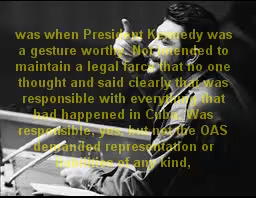 was when President Kennedy was
a gesture worthy. Not intended to
maintain a legal farce that no one
thought and said clearly that was
responsible with everything that
had happened in Cuba. Was
responsible, yes, but not the OAS
demanded representation or
liabilities of any kind,